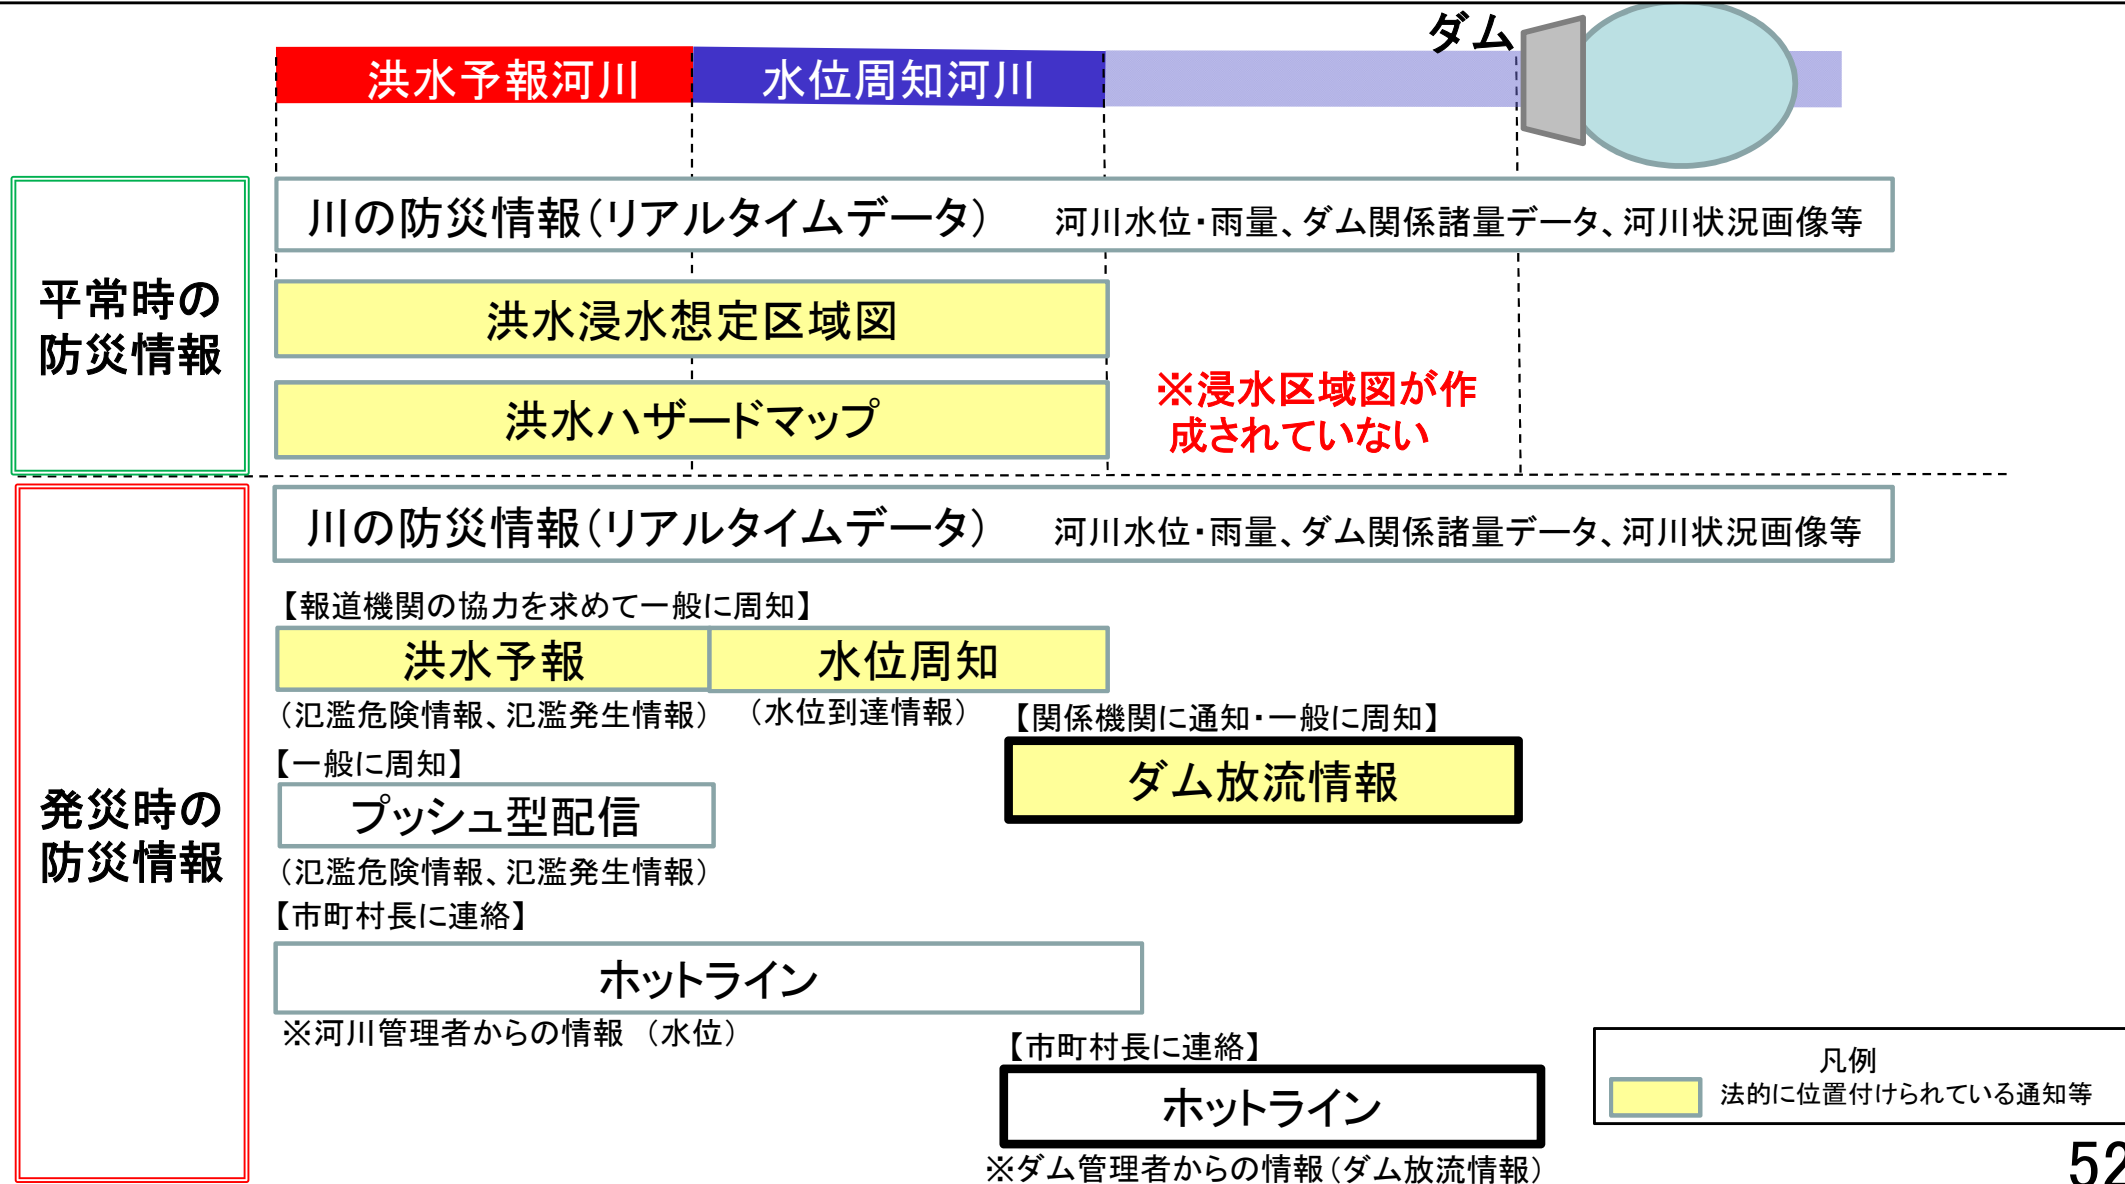 ダム
洪水予報河川
水位周知河川
平常時の
防災情報
川の防災情報（リアルタイムデータ）　河川水位・雨量、ダム関係諸量データ、河川状況画像等
洪水浸水想定区域図
洪水ハザードマップ
※浸水区域図が作
成されていない
発災時の
防災情報
川の防災情報（リアルタイムデータ）　河川水位・雨量、ダム関係諸量データ、河川状況画像等
【報道機関の協力を求めて一般に周知】
洪水予報
水位周知
（氾濫危険情報、氾濫発生情報）
（水位到達情報）
【関係機関に通知・一般に周知】
ダム放流情報
【一般に周知】
プッシュ型配信
（氾濫危険情報、氾濫発生情報）
【市町村長に連絡】
ホットライン
※河川管理者からの情報　（水位）
【市町村長に連絡】
ホットライン
※ダム管理者からの情報（ダム放流情報）
凡例
法的に位置付けられている通知等
52